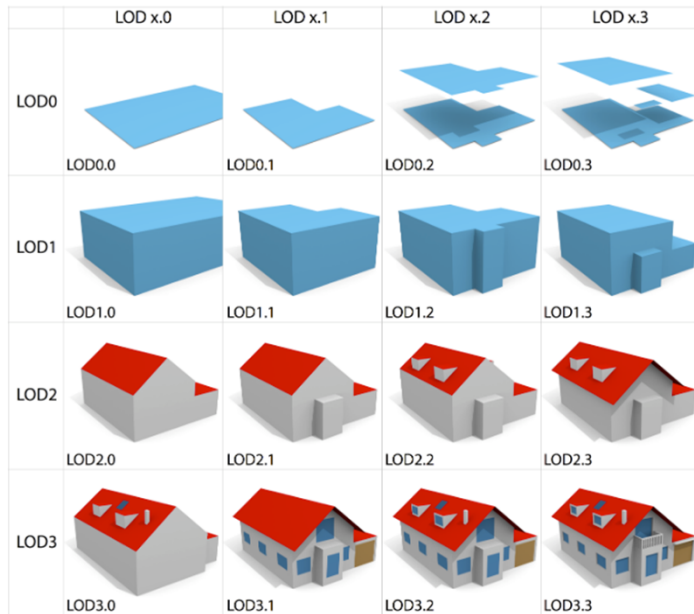 LOD x.0 LOD x.1 LOD x.2 LOD x.3
LOD0
LOD0.0 LOD0.1 LOD0.2 LOD0.3
LOD1
LOD1.0 LOD1.1 LOD1.2 LOD1.3
LOD2
LOD2.0 LOD2.1 LOD2.2 LOD2.3
LOD3
LOD3.0 LOD3.1 LOD3.2 LOD3.3